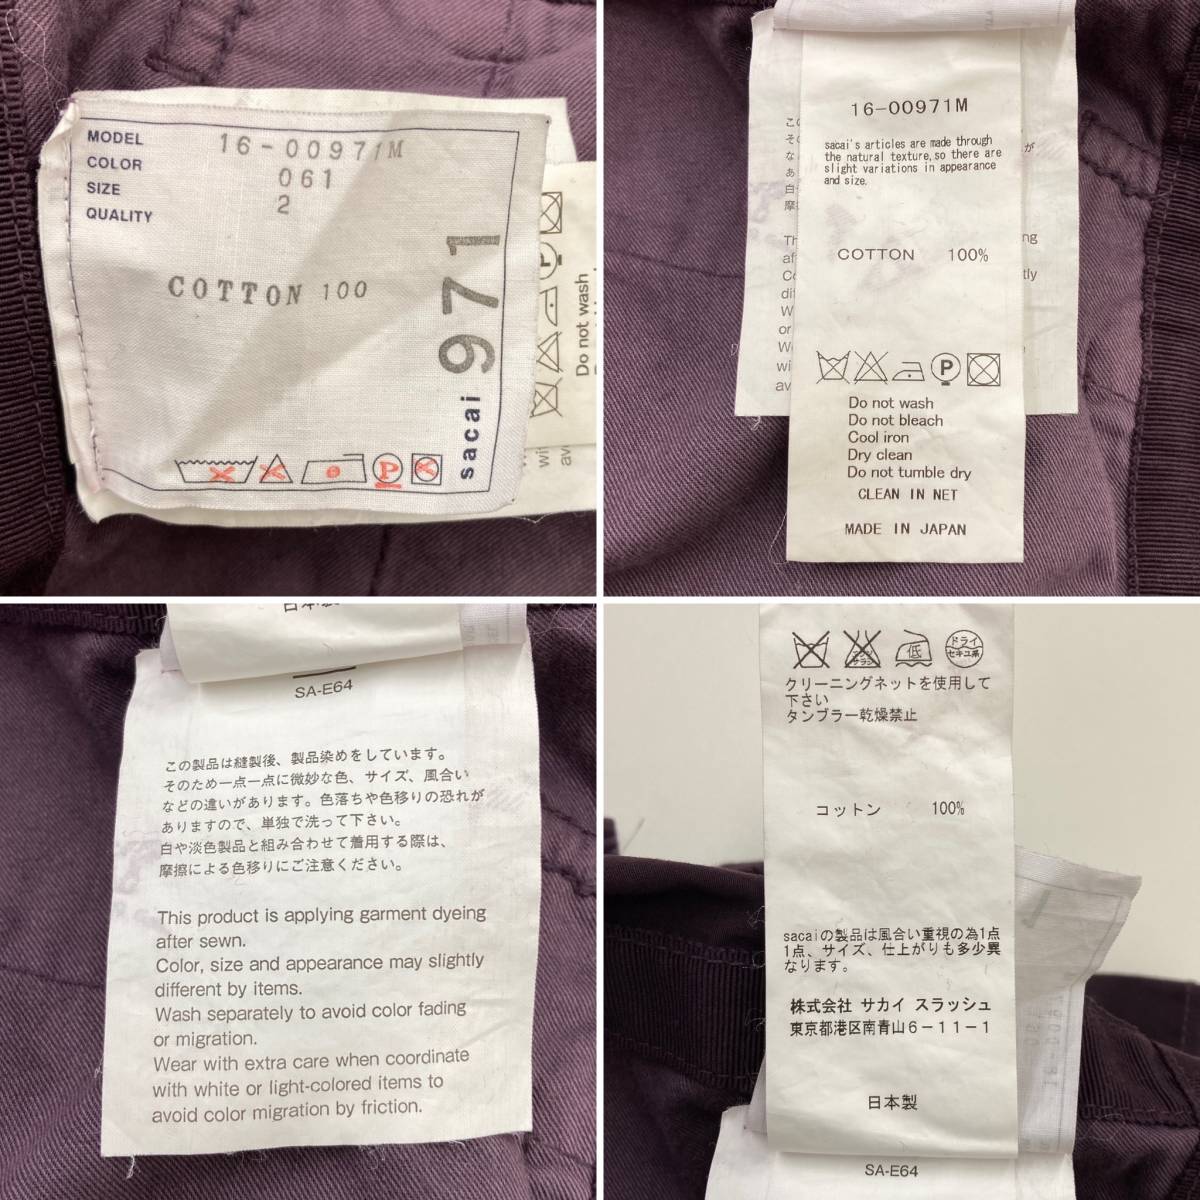 MODEL 16-00971M
COLOR 061
SIZE 2
QUALITY
COTTON 100
sacai 971
P
Do not wash
wi
av
16-00971M
sacai's articles are made through
the natural texture, so there are
slight variations in appearance
and size.
COTTON 100%
P
Do not wash
Do not bleach
Cool iron
Dry clean
Do not tumble dry
CLEAN IN NET
MADE IN JAPAN
日本製
SA-E64
この製品は縫製後、製品染めをしています。
そのため一点一点に微妙な色、サイズ、風合い
などの違いがあります。色落ちや色移りの恐れが
ありますので、単独で洗って下さい。
白や淡色製品と組み合わせて着用する際は、
摩擦による色移りにご注意ください。
This product is applying garment dyeing
after sewn.
Color, size and appearance may slightly
different by items.
Wash separately to avoid color fading
or migration.
Wear with extra care when coordinate
with white or light-colored items to
avoid color migration by friction.
エンソ
サラシ
低
ドライ
セキユ系
クリーニングネットを使用して
下さい
タンブラー乾燥禁止
コットン 100%
sacaiの製品は風合い重視の為1点
1点、サイズ、仕上がりも多少異
なります。
株式会社 サカイ スラッシュ
東京都港区南青山6-11-1
日本製
SA-E64